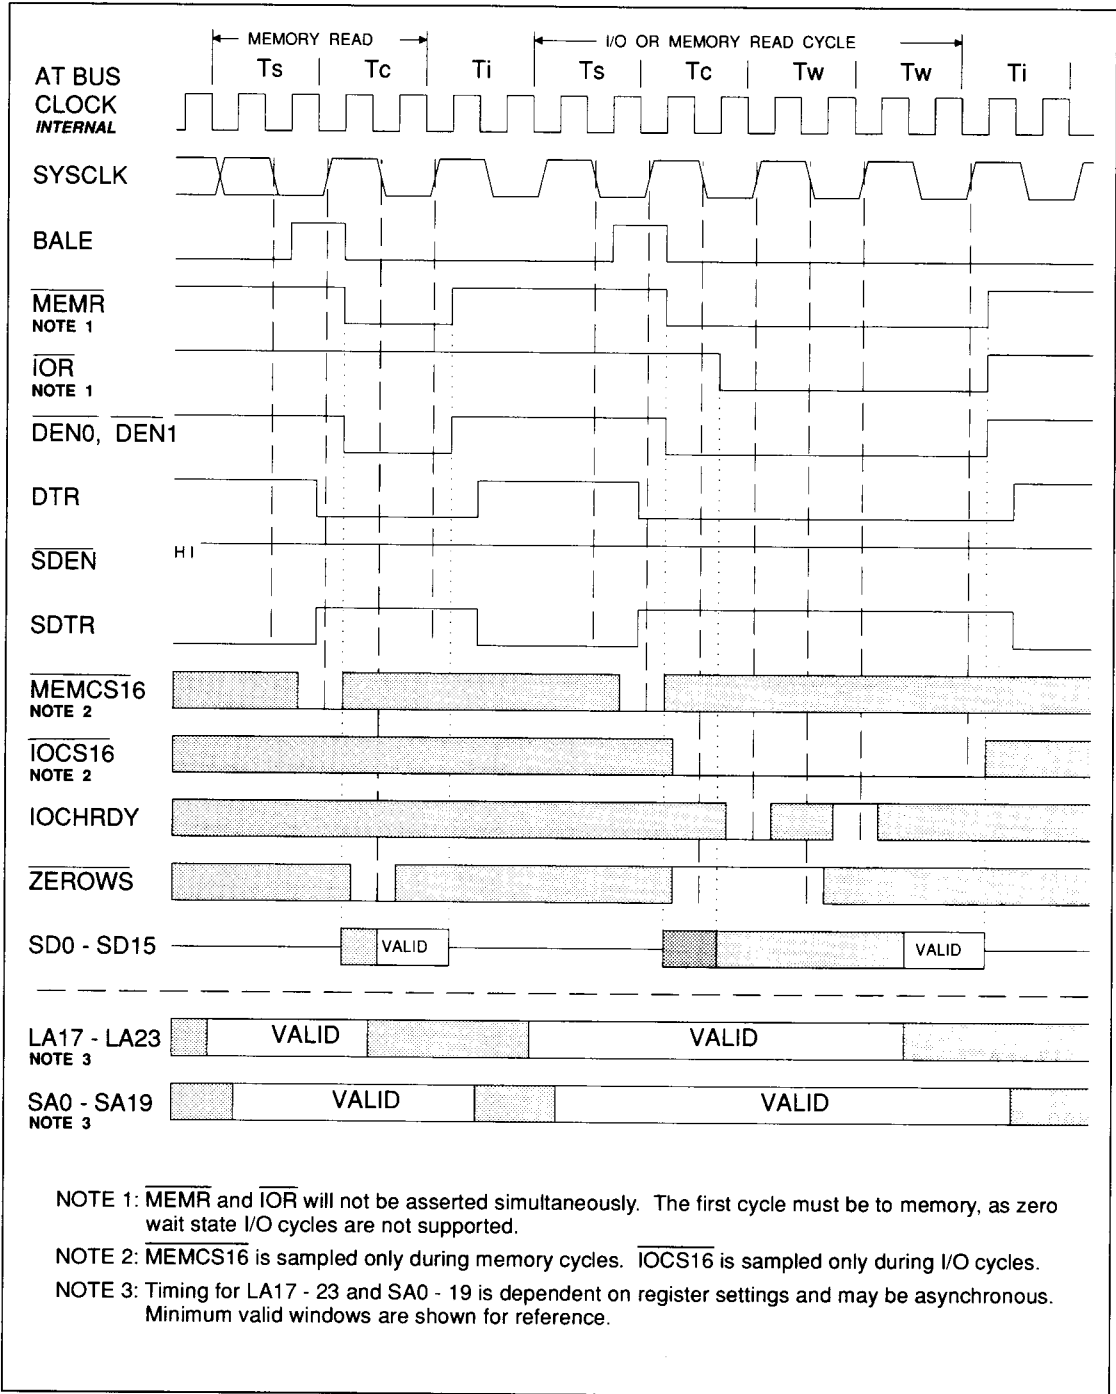 MEMORY READ
I/O OR MEMORY READ CYCLE
Ts Tc Ti Ts Tc Tw Tw Ti
AT BUS
CLOCK
INTERNAL
SYSCLK
BALE
MEMR
NOTE 1
IOR
NOTE 1
DEN0, DEN1
DTR
SDEN HI
SDTR
MEMCS16
NOTE 2
IOCS16
NOTE 2
IOCHRDY
ZEROWS
SD0 - SD15 VALID VALID
LA17 - LA23 VALID VALID
NOTE 3
SA0 - SA19 VALID VALID
NOTE 3
NOTE 1: MEMR and IOR will not be asserted simultaneously. The first cycle must be to memory, as zero
wait state I/O cycles are not supported.
NOTE 2: MEMCS16 is sampled only during memory cycles. IOCS16 is sampled only during I/O cycles.
NOTE 3: Timing for LA17 - 23 and SA0 - 19 is dependent on register settings and may be asynchronous.
Minimum valid windows are shown for reference.